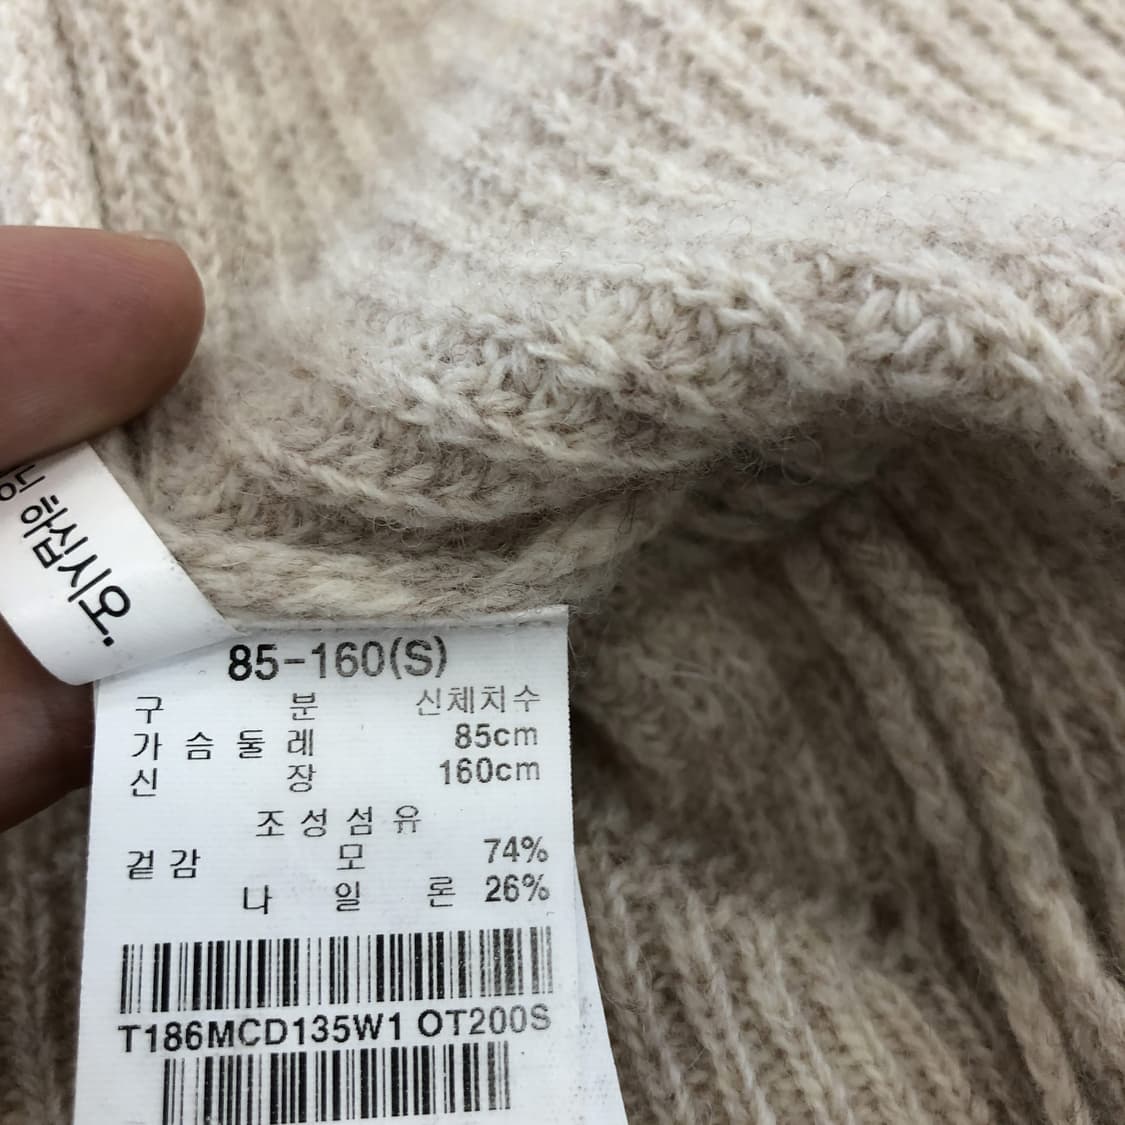 하십시오.
85-160(S)
구 분 신체치수
가 슴 둘 레 85cm
신 장 160cm
조 성 섬 유
겉 감 모 74%
나 일 론 26%
T186MCD135W1 OT200S